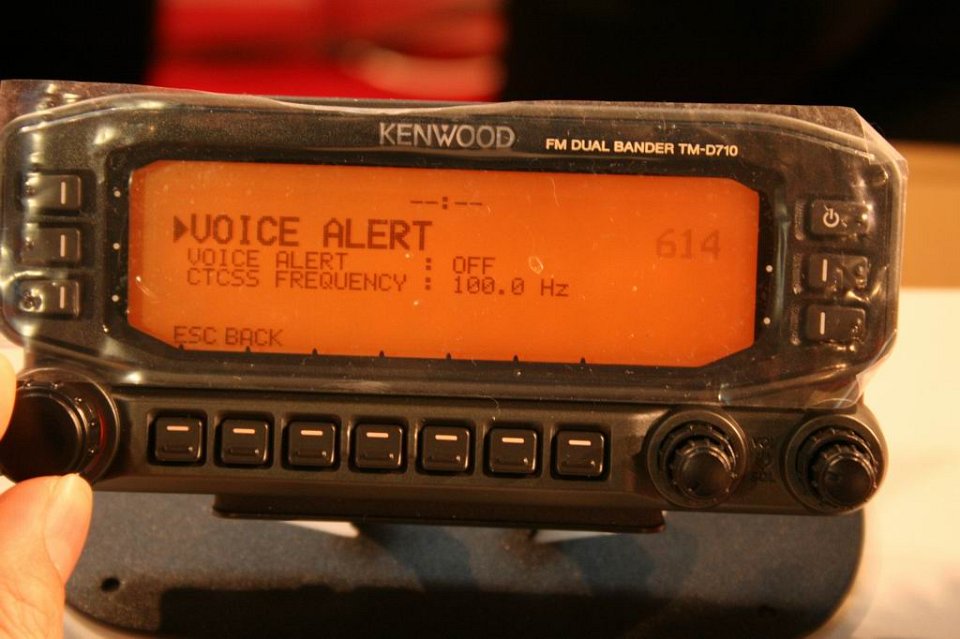 KENWOOD
FM DUAL BANDER TM-D710
--:--
VOICE ALERT
614
VOICE ALERT : OFF
CTCSS FREQUENCY : 100.0 Hz
ESC BACK